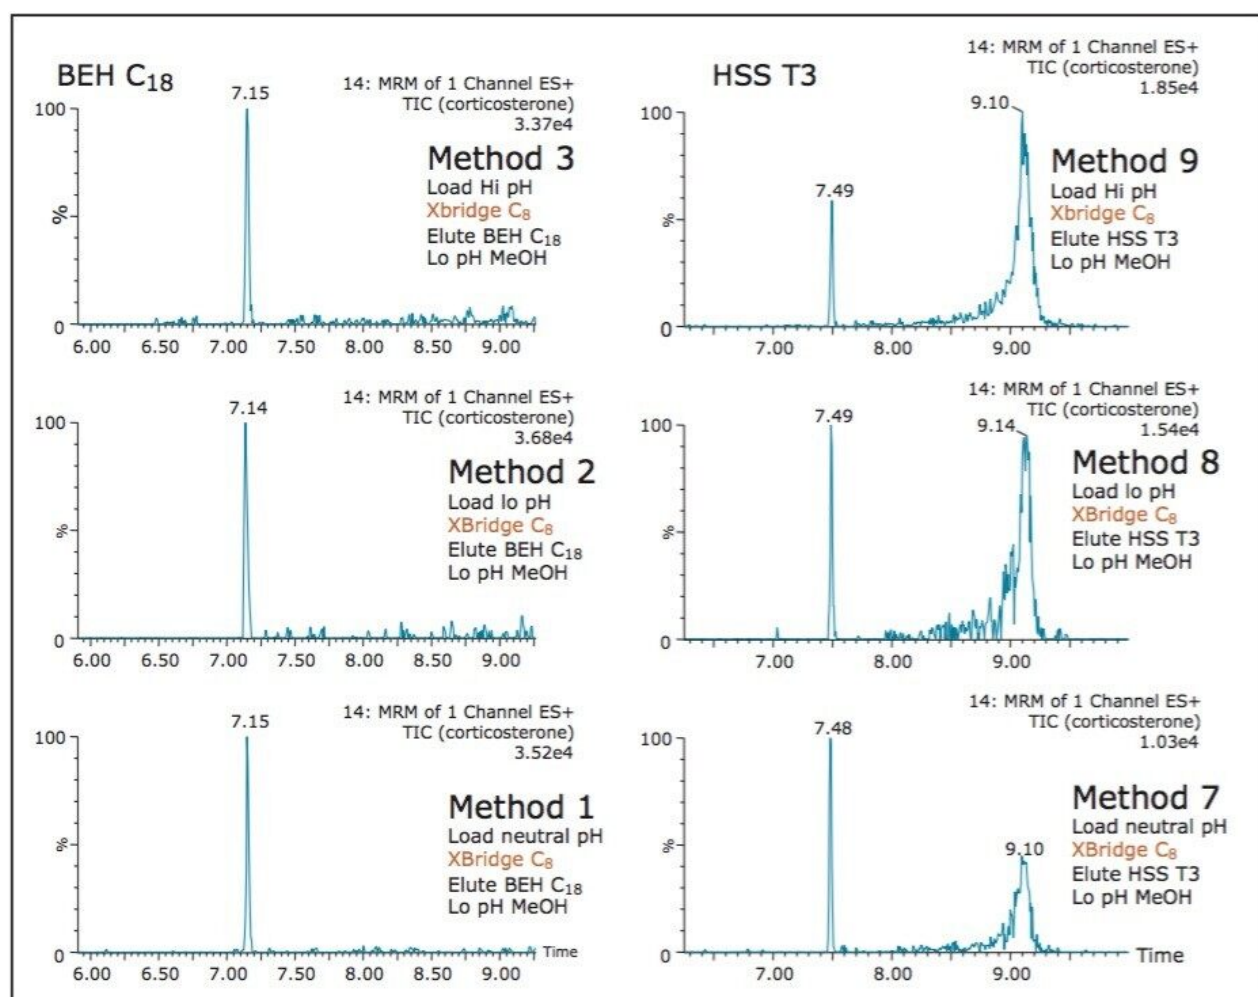 BEH C18
14: MRM of 1 Channel ES+
TIC (corticosterone)
3.37e4
7.15
100
%
0
Method 3
Load Hi pH
Xbridge C8
Elute BEH C18
Lo pH MeOH
6.00 6.50 7.00 7.50 8.00 8.50 9.00
HSS T3
14: MRM of 1 Channel ES+
TIC (corticosterone)
1.85e4
9.10
7.49
100
%
0
Method 9
Load Hi pH
Xbridge C8
Elute HSS T3
Lo pH MeOH
7.00 8.00 9.00
14: MRM of 1 Channel ES+
TIC (corticosterone)
3.68e4
7.14
100
%
0
Method 2
Load lo pH
XBridge C8
Elute BEH C18
Lo pH MeOH
6.00 6.50 7.00 7.50 8.00 8.50 9.00
14: MRM of 1 Channel ES+
TIC (corticosterone)
1.54e4
7.49
9.14
100
%
0
Method 8
Load lo pH
XBridge C8
Elute HSS T3
Lo pH MeOH
7.00 8.00 9.00
14: MRM of 1 Channel ES+
TIC (corticosterone)
3.52e4
7.15
100
%
0
Method 1
Load neutral pH
XBridge C8
Elute BEH C18
Lo pH MeOH
Time
6.00 6.50 7.00 7.50 8.00 8.50 9.00
14: MRM of 1 Channel ES+
TIC (corticosterone)
1.03e4
7.48
9.10
100
%
0
Method 7
Load neutral pH
XBridge C8
Elute HSS T3
Lo pH MeOH
Time
7.00 8.00 9.00